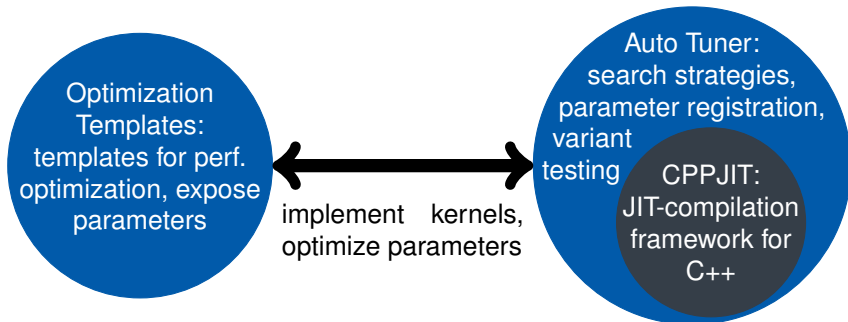 Optimization
Templates:
templates for perf.
optimization, expose
parameters
implement kernels,
optimize parameters
Auto Tuner:
search strategies,
parameter registration,
variant
testing
CPPJIT:
JIT-compilation
framework for
C++